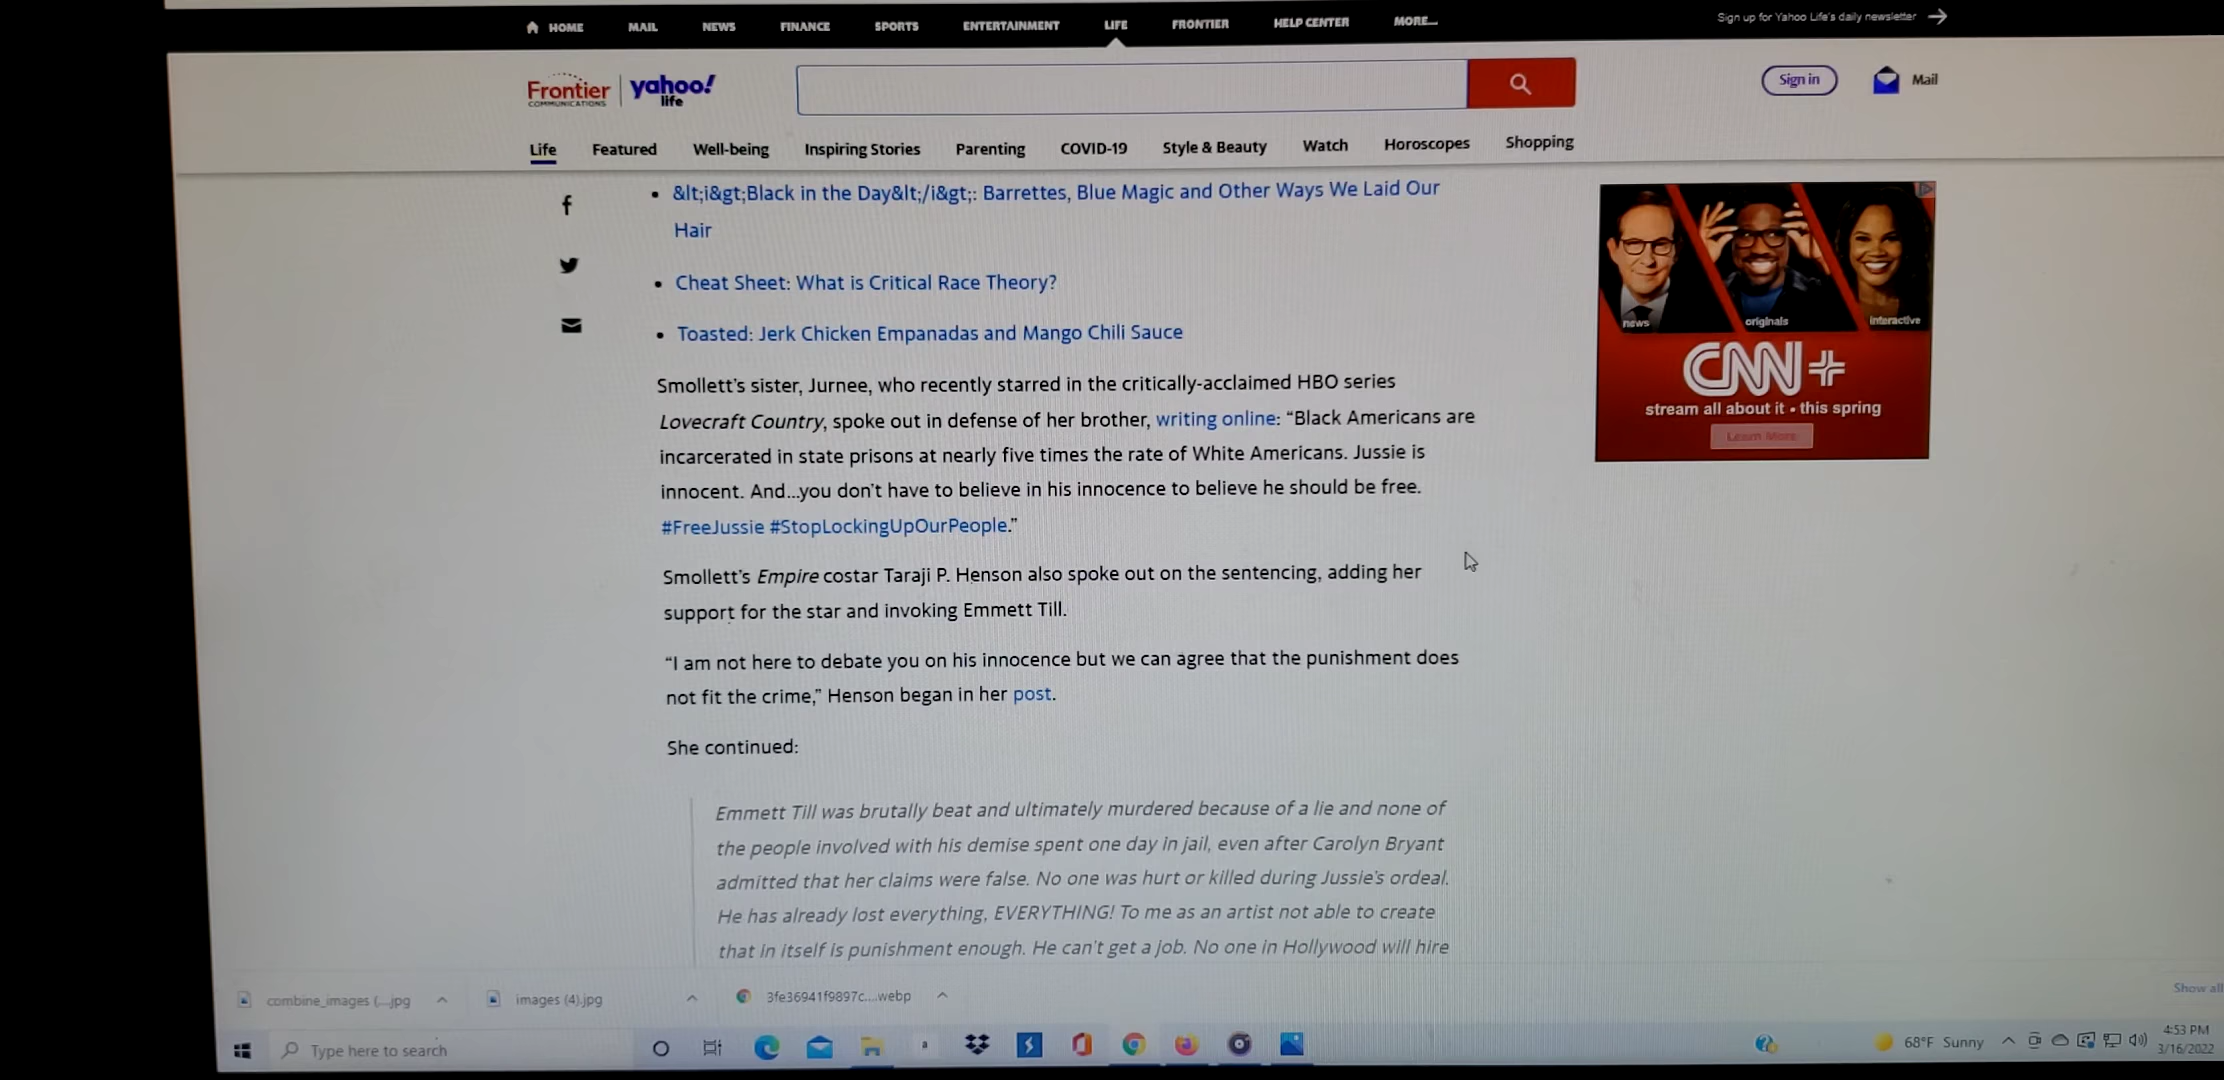 HOME MAIL NEWS FINANCE SPORTS ENTERTAINMENT LIFE FRONTIER HELP CENTER MORE... Sign up for Yahoo Life's daily newsletter
Frontier COMMUNICATIONS yahoo! life Sign in Mail
Life Featured Well-being Inspiring Stories Parenting COVID-19 Style & Beauty Watch Horoscopes Shopping
&lt;i&gt;Black in the Day&lt;/i&gt;: Barrettes, Blue Magic and Other Ways We Laid Our
Hair
Cheat Sheet: What is Critical Race Theory?
Toasted: Jerk Chicken Empanadas and Mango Chili Sauce
Smollett's sister, Jurnee, who recently starred in the critically-acclaimed HBO series
Lovecraft Country, spoke out in defense of her brother, writing online: “Black Americans are
incarcerated in state prisons at nearly five times the rate of White Americans. Jussie is
innocent. And...you don't have to believe in his innocence to believe he should be free.
#FreeJussie #StopLockingUpOurPeople.”
Smollett's Empire costar Taraji P. Henson also spoke out on the sentencing, adding her
support for the star and invoking Emmett Till.
“I am not here to debate you on his innocence but we can agree that the punishment does
not fit the crime,” Henson began in her post.
She continued:
Emmett Till was brutally beat and ultimately murdered because of a lie and none of
the people involved with his demise spent one day in jail, even after Carolyn Bryant
admitted that her claims were false. No one was hurt or killed during Jussie's ordeal.
He has already lost everything, EVERYTHING! To me as an artist not able to create
that in itself is punishment enough. He can't get a job. No one in Hollywood will hire
news originals interactive
CNN+
stream all about it • this spring
Learn More
combine_images (....jpg images (4).jpg 3fe36941f9897c....webp Show all
Type here to search 68°F Sunny 4:53 PM
3/16/2022